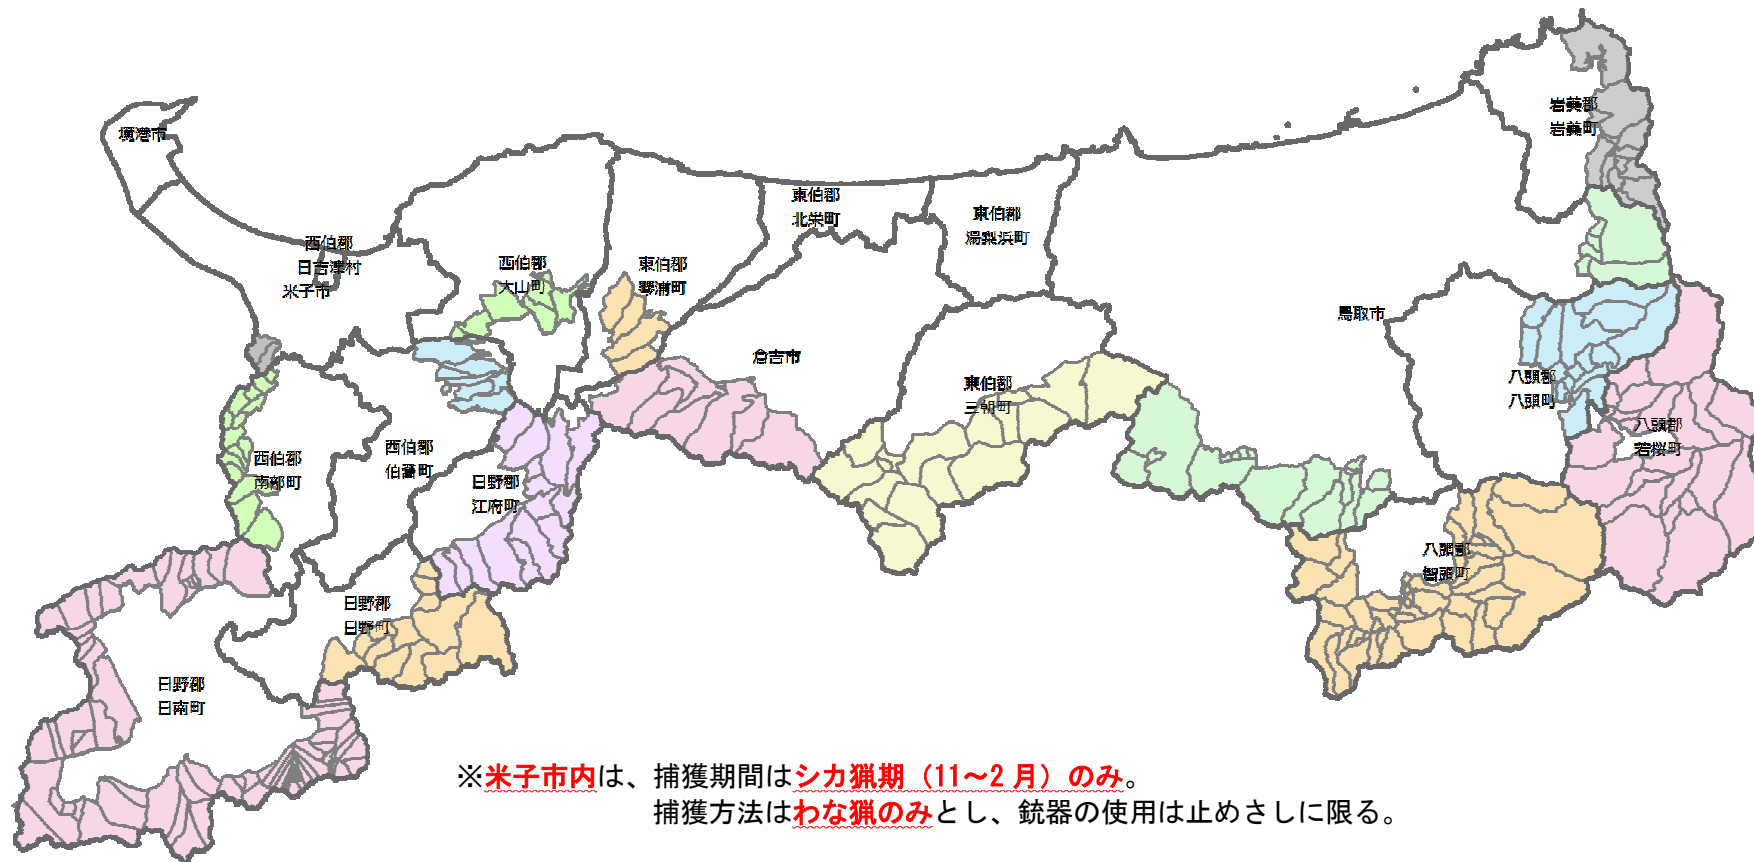 境港市
岩美郡
岩美町
東伯郡
北栄町
東伯郡
湯梨浜町
西伯郡
日吉津村
米子市
西伯郡
大山町
東伯郡
琴浦町
鳥取市
倉吉市
東伯郡
三朝町
八頭郡
八頭町
八頭郡
若桜町
西伯郡
南部町
西伯郡
伯耆町
日野郡
江府町
八頭郡
智頭町
日野郡
日野町
日野郡
日南町
※米子市内は、捕獲期間はシカ猟期（11～2月）のみ。
捕獲方法はわな猟のみとし、銃器の使用は止めさしに限る。